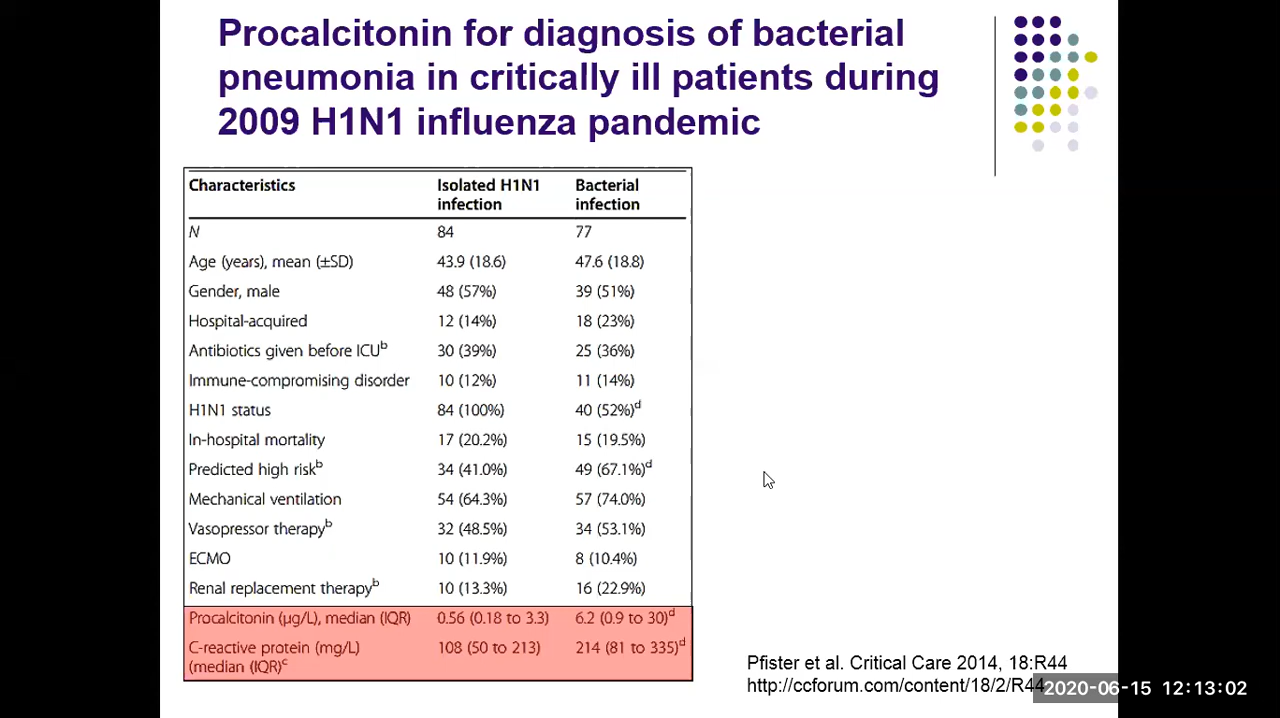 Procalcitonin for diagnosis of bacterial
pneumonia in critically ill patients during
2009 H1N1 influenza pandemic
Characteristics Isolated H1N1 infection Bacterial infection
N 84 77
Age (years), mean (±SD) 43.9 (18.6) 47.6 (18.8)
Gender, male 48 (57%) 39 (51%)
Hospital-acquired 12 (14%) 18 (23%)
Antibiotics given before ICUb 30 (39%) 25 (36%)
Immune-compromising disorder 10 (12%) 11 (14%)
H1N1 status 84 (100%) 40 (52%)d
In-hospital mortality 17 (20.2%) 15 (19.5%)
Predicted high riskb 34 (41.0%) 49 (67.1%)d
Mechanical ventilation 54 (64.3%) 57 (74.0%)
Vasopressor therapyb 32 (48.5%) 34 (53.1%)
ECMO 10 (11.9%) 8 (10.4%)
Renal replacement therapyb 10 (13.3%) 16 (22.9%)
Procalcitonin (μg/L), median (IQR) 0.56 (0.18 to 3.3) 6.2 (0.9 to 30)d
C-reactive protein (mg/L) 108 (50 to 213) 214 (81 to 335)d
(median (IQR)c
Pfister et al. Critical Care 2014, 18:R44
http://ccforum.com/content/18/2/R44
2020-06-15 12:13:02